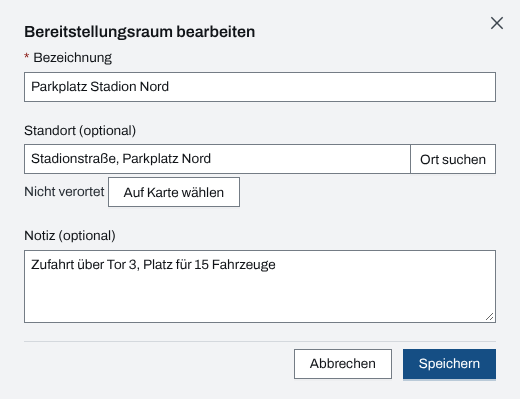 Bereitstellungsraum bearbeiten
* Bezeichnung
Parkplatz Stadion Nord
Standort (optional)
Stadionstraße, Parkplatz Nord
Ort suchen
Nicht verortet
Auf Karte wählen
Notiz (optional)
Zufahrt über Tor 3, Platz für 15 Fahrzeuge
Abbrechen
Speichern